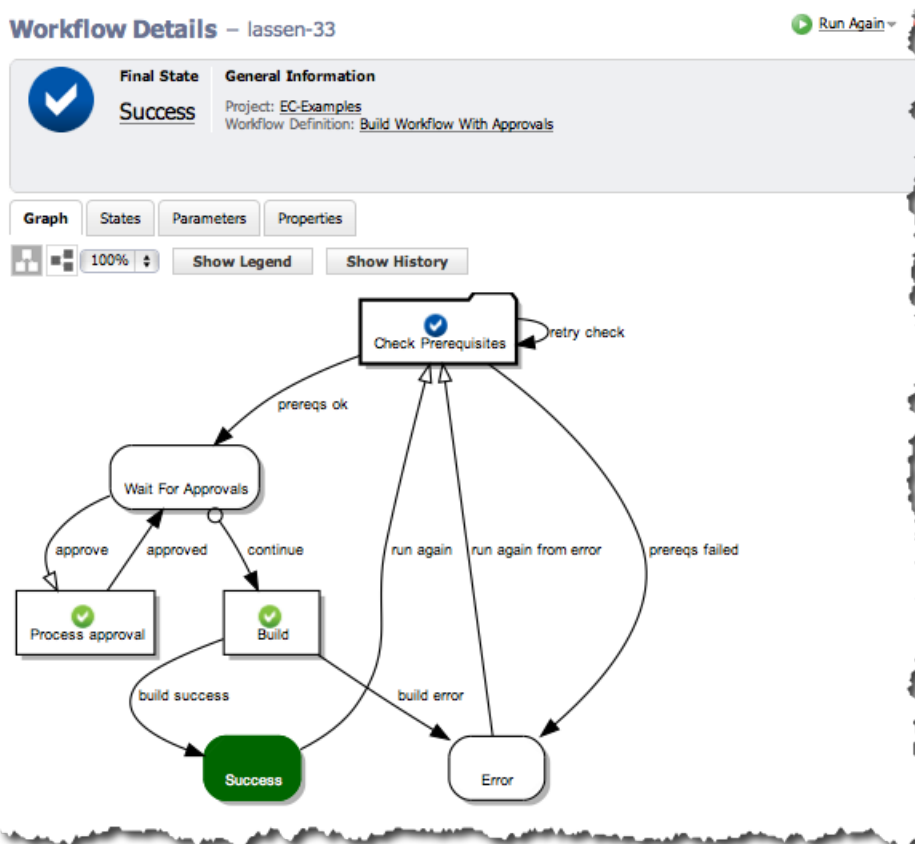 Workflow Details – lassen-33
Run Again
Final State
General Information
Success
Project: EC-Examples
Workflow Definition: Build Workflow With Approvals
Graph
States
Parameters
Properties
100%
Show Legend
Show History
Check Prerequisites
retry check
prereqs ok
Wait For Approvals
approve
approved
continue
run again
run again from error
prereqs failed
Process approval
Build
build success
build error
Success
Error